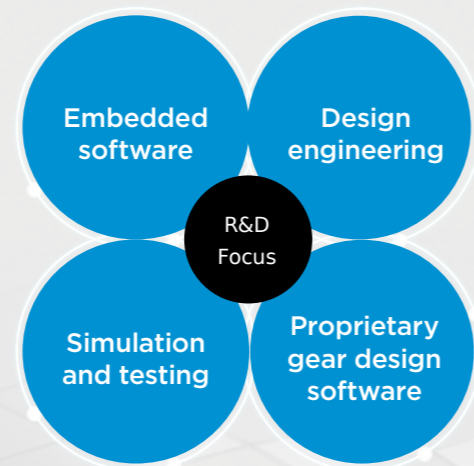 Embedded
software
Design
engineering
R&D
Focus
Simulation
and testing
Proprietary
gear design
software